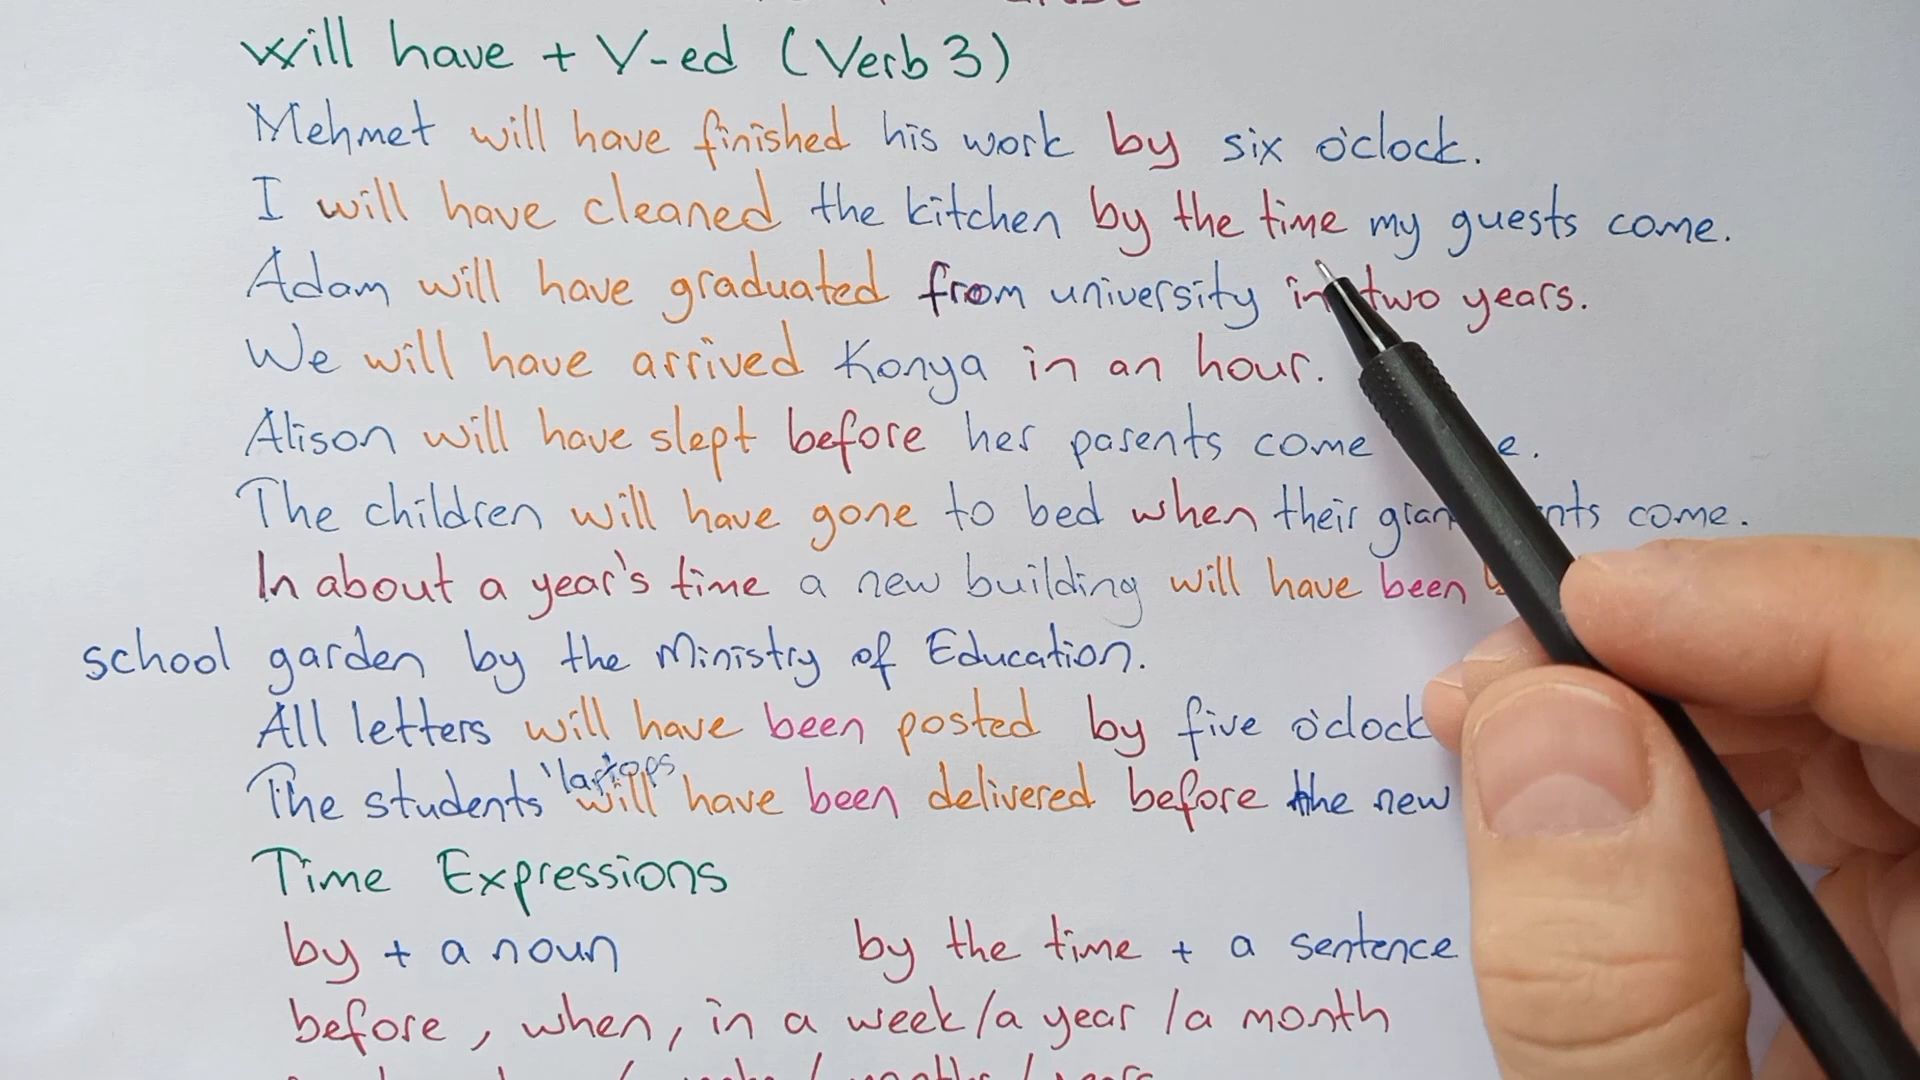 Will have + V-ed (Verb 3)
Mehmet will have finished his work by six o'clock.
I will have cleaned the kitchen by the time my guests come.
Adam will have graduated from university in two years.
We will have arrived Konya in an hour.
Alison will have slept before her parents come
The children will have gone to bed when their come.
In about a year's time a new building will have been
school garden by the Ministry of Education.
All letters will have been posted by five o'clock
The students' laptops will have been delivered before the new
Time Expressions
by + a noun by the time + a sentence
before, when, in a week/a year/a month